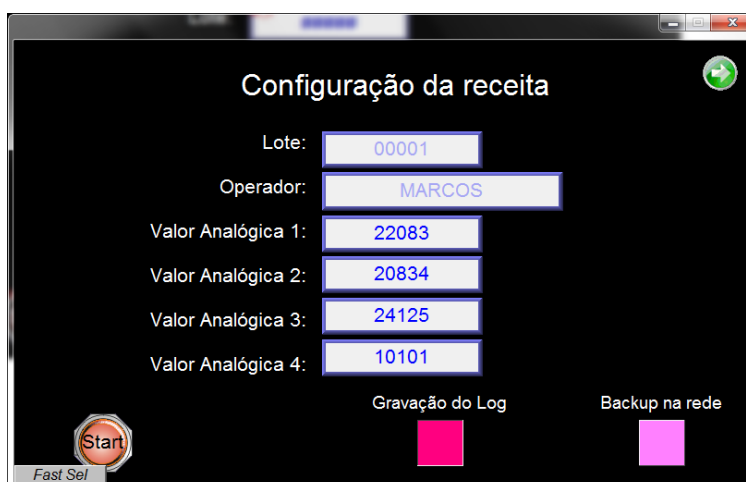 Lote:
#####
Configuração da receita
Lote: 00001
Operador: MARCOS
Valor Analógica 1: 22083
Valor Analógica 2: 20834
Valor Analógica 3: 24125
Valor Analógica 4: 10101
Gravação do Log Backup na rede
Start
Fast Sel